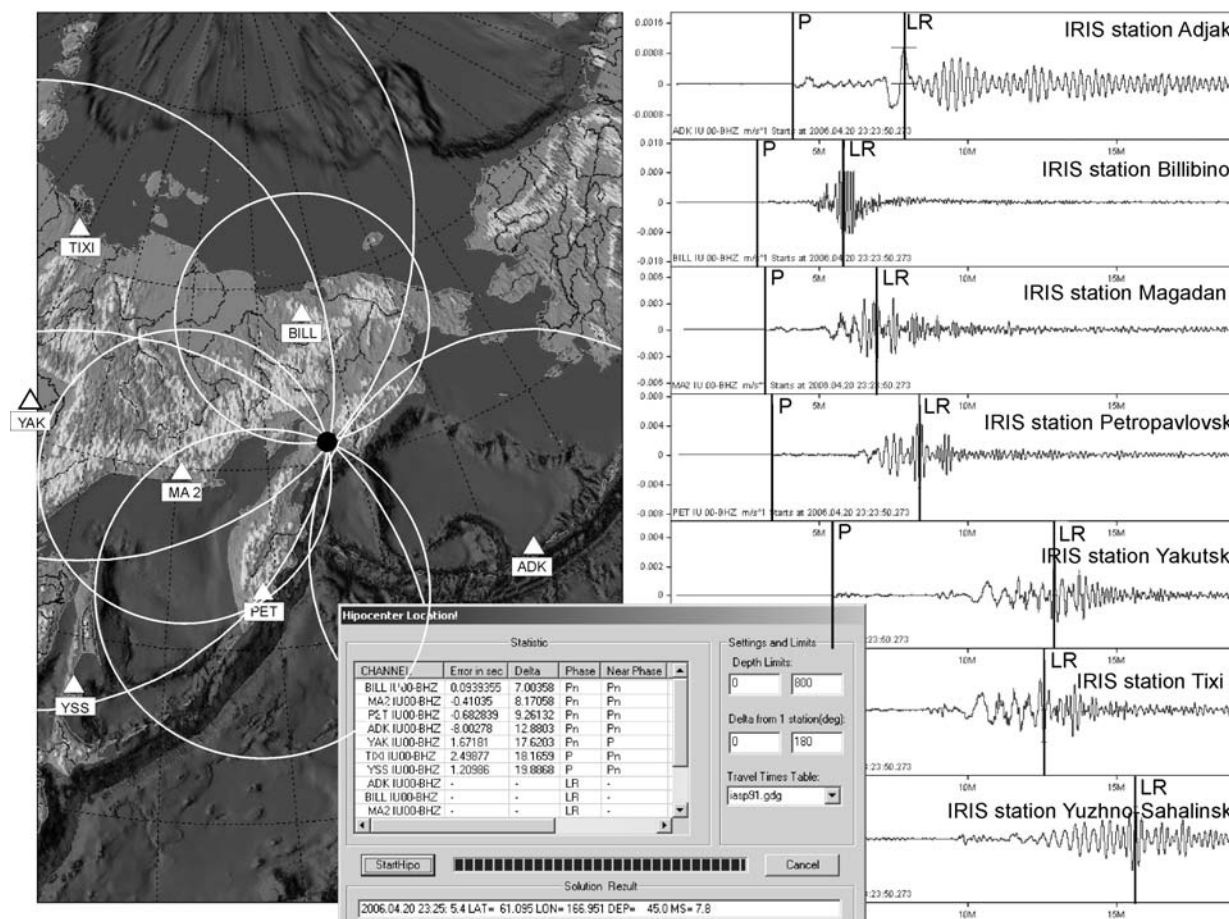 TIXI
BILL
YAK
MA 2
ADK
PET
YSS
0.0016
0.0008
0
-0.0008
P
LR
IRIS station Adjak
ADK IU 00-BHZ m/s^1 Starts at 2006.04.20 23:23:50.273
0.018
0.009
0
-0.009
-0.018
P
5M
LR
10M
15M
IRIS station Billibino
BILL IU 00-BHZ m/s^1 Starts at 2006.04.20 23:23:50.273
0.006
0.003
0
-0.003
-0.006
P
5M
LR
10M
15M
IRIS station Magadan
MA2 IU 00-BHZ m/s^ Starts at 2006.04.20 23:23:50.273
0.008
0.004
0
-0.004
-0.008
P
5M
LR
10M
15M
IRIS station Petropavlovsk
PET IU 00-BHZ m/s^1 Starts at 2006.04.20 23:23:50.273
0.004
0.002
0
P
10M
LR
15M
IRIS station Yakutsk
23:50.273
5M
10M
LR
15M
IRIS station Tixi
3:23:50.273
5M
10M
LR
15M
IRIS station Yuzhno-Sahalinsk
23:23:50.273
5M
10M
15M
Hipocenter Location!
Statistic
CHANNEL Error in sec Delta Phase Near Phase
BILL IU00-BHZ 0.0939355 7.00358 Pn Pn
MA2 IU00-BHZ -0.41035 8.17058 Pn Pn
PET IU00-BHZ -0.682839 9.26132 Pn Pn
ADK IU00-BHZ -8.00278 12.8803 Pn Pn
YAK IU00-BHZ 1.67181 17.6203 Pn P
TIXI IU00-BHZ 2.49877 18.1659 P Pn
YSS IU00-BHZ 1.20986 19.8868 P Pn
ADK IU00-BHZ - - LR -
BILL IU00-BHZ - - LR -
MA2 IU00-BHZ - - LR -
Settings and Limits
Depth Limits:
0 800
Delta from 1 station(deg):
0 180
Travel Times Table:
iasp91.gdg
StartHipo
Cancel
Solution Result
2006.04.20 23:25: 5.4 LAT= 61.095 LON= 166.951 DEP= 45.0 MS= 7.8